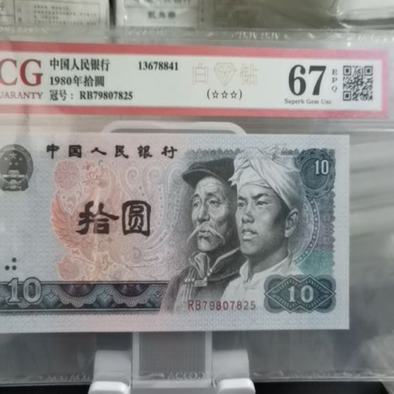 CG
UARANTY
中国人民银行
1980年拾圆
冠号: RB79807825
13678841
白 钻
(☆☆☆)
67 EPQ
Superb Gem Unc
中国人民银行
10
拾圆
10
RB79807825
10